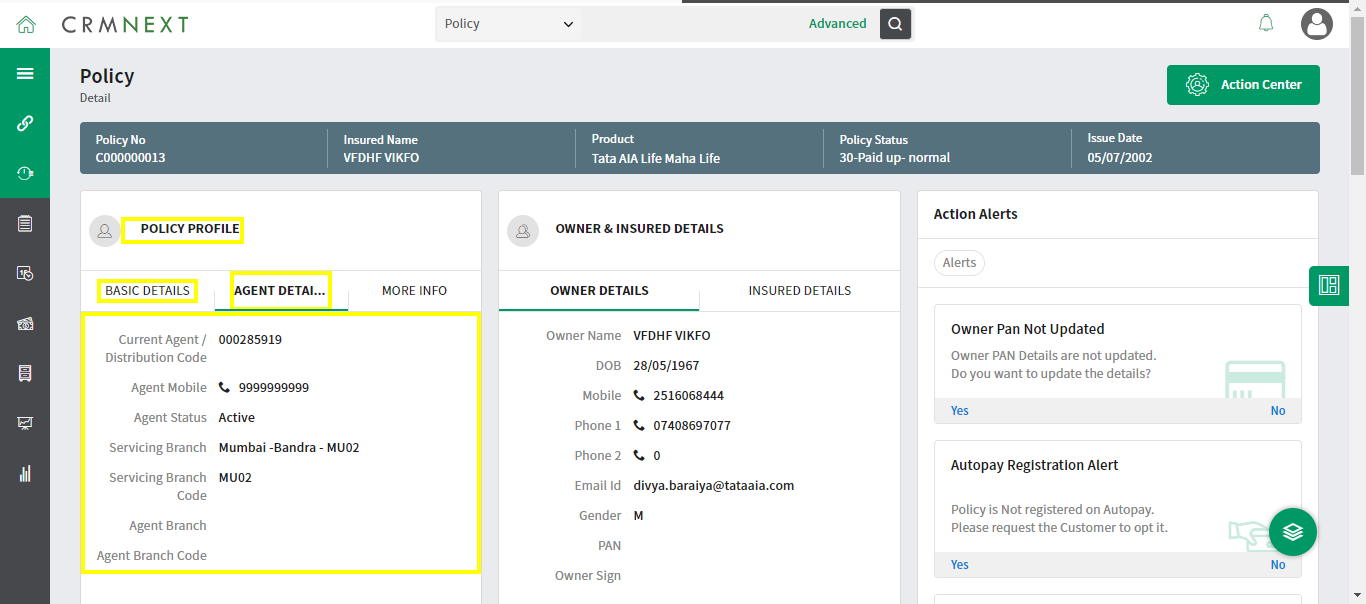 CRMNEXT
Policy
Advanced
Policy
Detail
Action Center
Policy No
C000000013
Insured Name
VFDHF VIKFO
Product
Tata AIA Life Maha Life
Policy Status
30-Paid up- normal
Issue Date
05/07/2002
POLICY PROFILE
BASIC DETAILS
AGENT DETAI...
MORE INFO
Current Agent / 000285919
Distribution Code
Agent Mobile 9999999999
Agent Status Active
Servicing Branch Mumbai -Bandra - MU02
Servicing Branch MU02
Code
Agent Branch
Agent Branch Code
OWNER & INSURED DETAILS
OWNER DETAILS
INSURED DETAILS
Owner Name VFDHF VIKFO
DOB 28/05/1967
Mobile 2516068444
Phone 1 07408697077
Phone 2 0
Email Id divya.baraiya@tataaia.com
Gender M
PAN
Owner Sign
Action Alerts
Alerts
Owner Pan Not Updated
Owner PAN Details are not updated.
Do you want to update the details?
Yes No
Autopay Registration Alert
Policy is Not registered on Autopay.
Please request the Customer to opt it.
Yes No